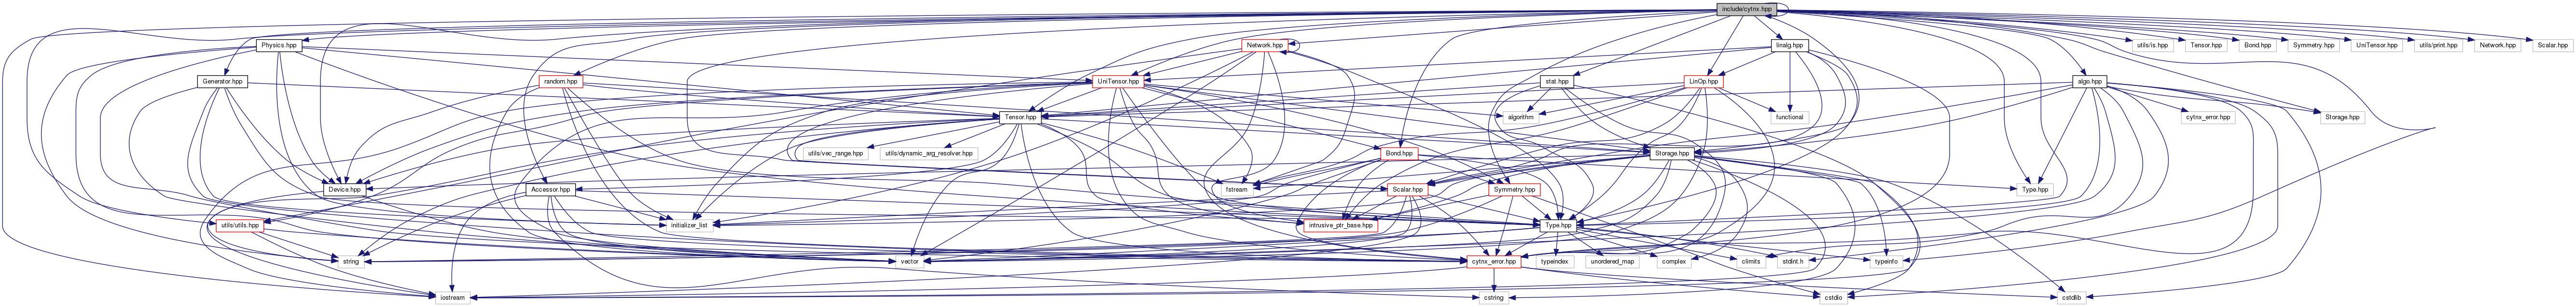 include/cytnx.hpp
Physics.hpp
Network.hpp
linalg.hpp
utils/is.hpp
Tensor.hpp
Bond.hpp
Symmetry.hpp
UniTensor.hpp
utils/print.hpp
Network.hpp
Scalar.hpp
Generator.hpp
random.hpp
UniTensor.hpp
stat.hpp
LinOp.hpp
algo.hpp
Tensor.hpp
algorithm
functional
cytnx_error.hpp
Storage.hpp
utils/vec_range.hpp
utils/dynamic_arg_resolver.hpp
Bond.hpp
Storage.hpp
Device.hpp
Accessor.hpp
fstream
Scalar.hpp
Symmetry.hpp
Type.hpp
utils/utils.hpp
initializer_list
intrusive_ptr_base.hpp
Type.hpp
string
vector
cytnx_error.hpp
typeindex
unordered_map
complex
climits
stdint.h
typeinfo
iostream
cstring
cstdio
cstdlib